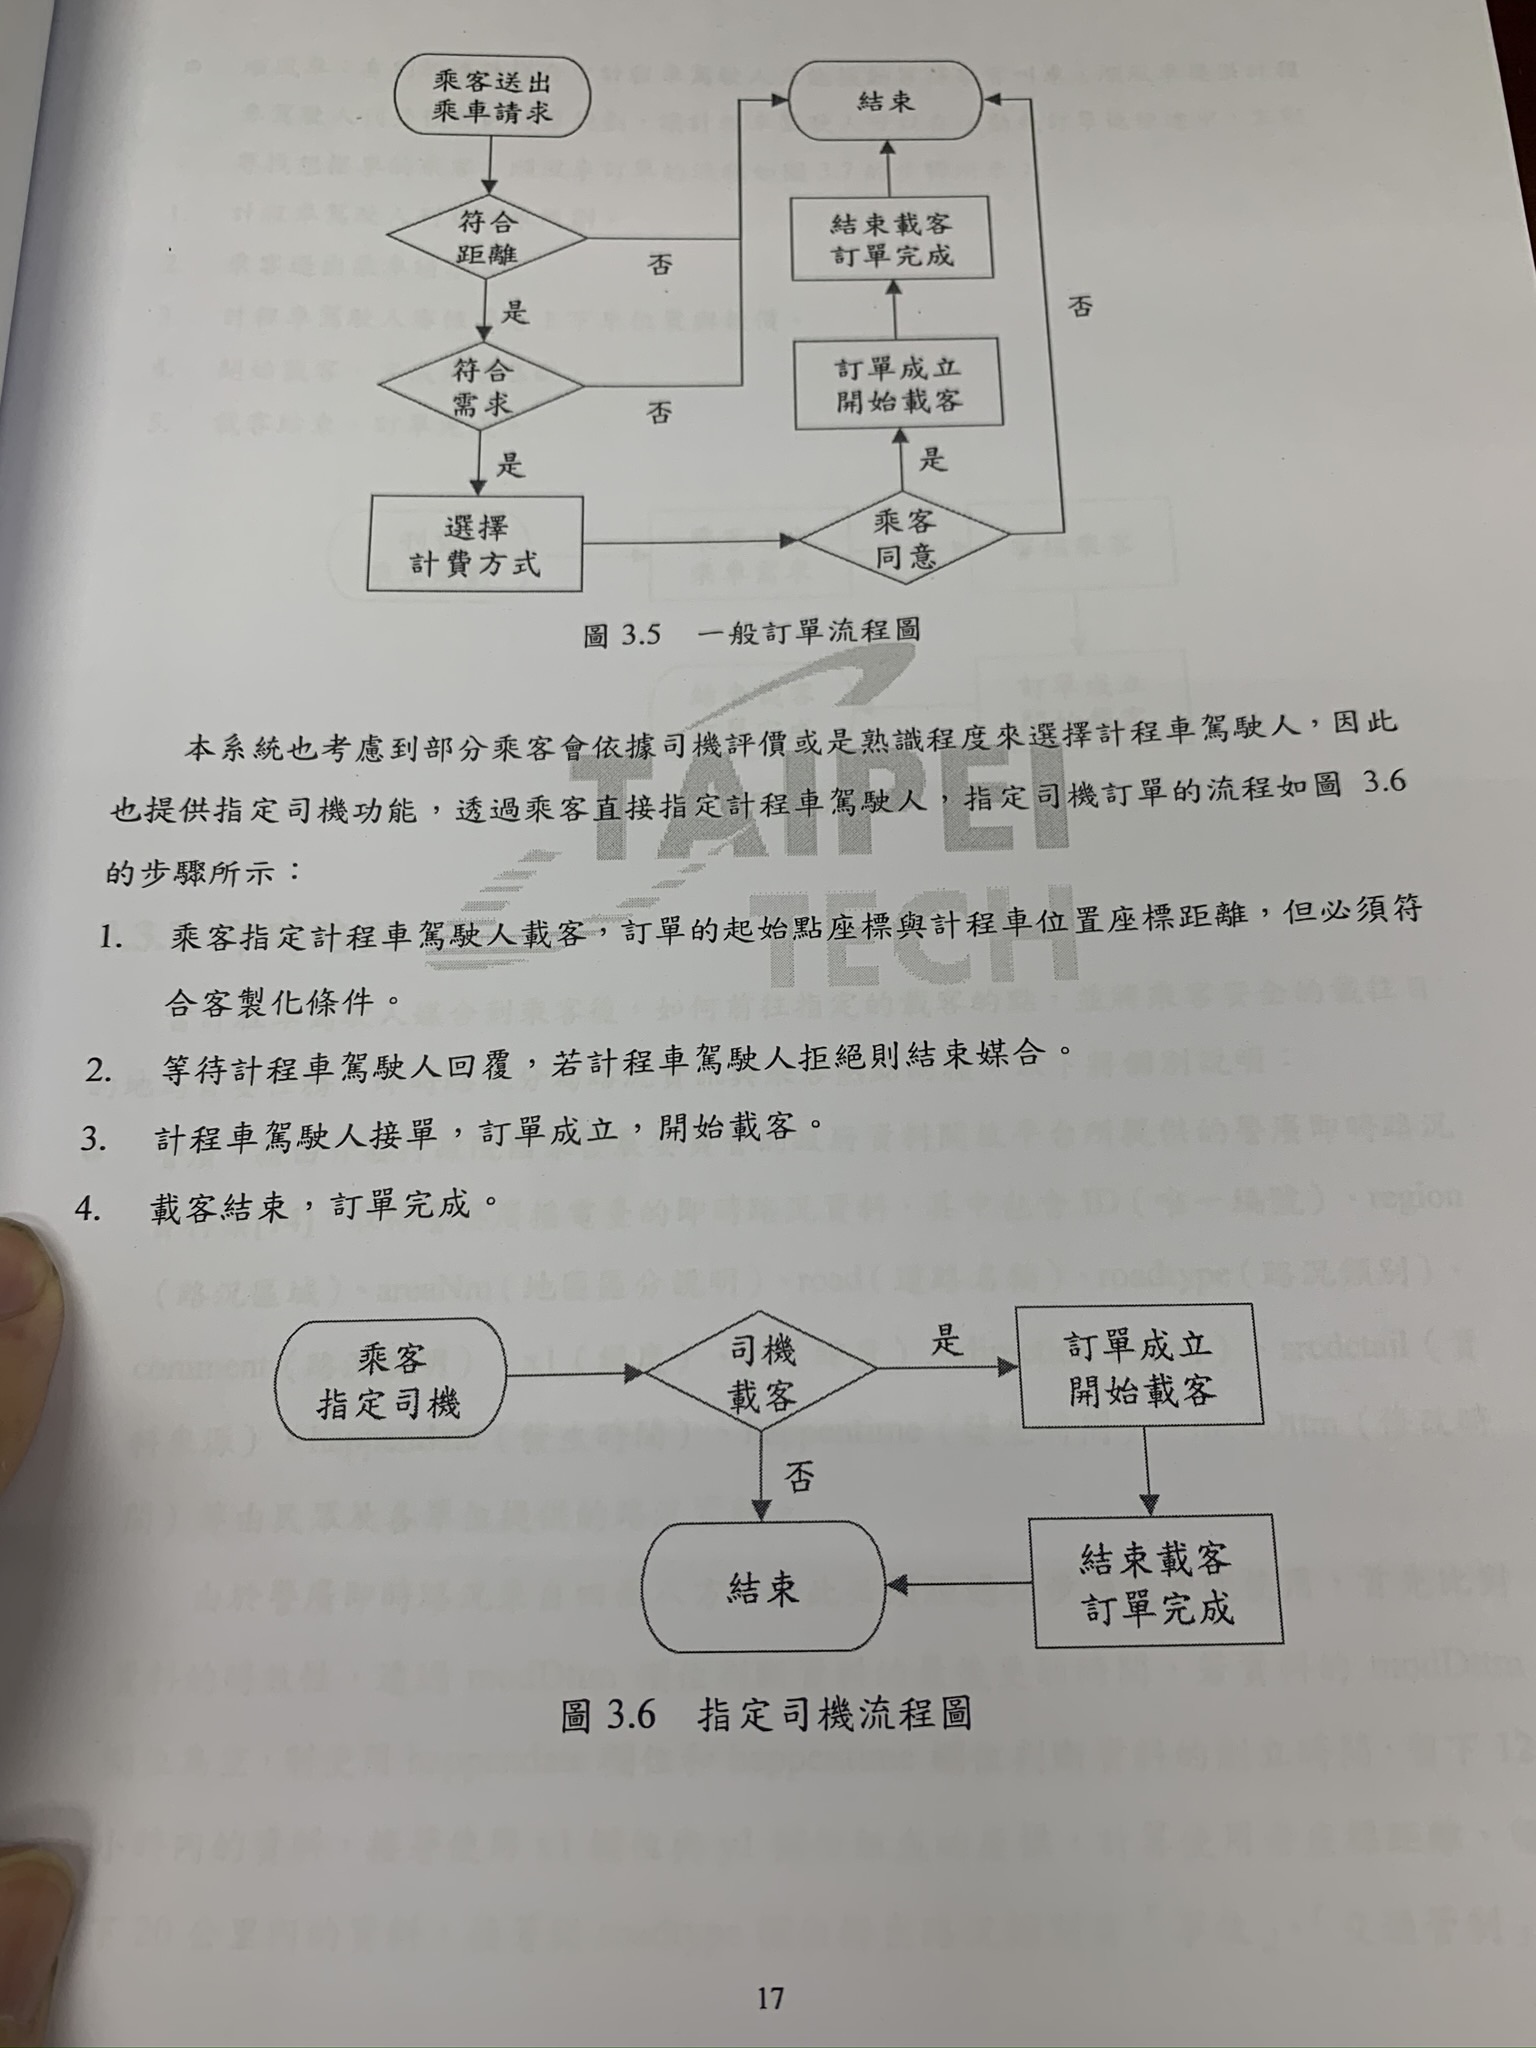 乘客送出
乘車請求
符合
距離
否
是
符合
需求
否
是
選擇
計費方式
結束
結束載客
訂單完成
否
訂單成立
開始載客
是
乘客
同意
圖 3.5 一般訂單流程圖
TAIPEI
TECH
本系統也考慮到部分乘客會依據司機評價或是熟識程度來選擇計程車駕駛人，因此
也提供指定司機功能，透過乘客直接指定計程車駕駛人，指定司機訂單的流程如圖 3.6
的步驟所示：
1. 乘客指定計程車駕駛人載客，訂單的起始點座標與計程車位置座標距離，但必須符
合客製化條件。
2. 等待計程車駕駛人回覆，若計程車駕駛人拒絕則結束媒合。
3. 計程車駕駛人接單，訂單成立，開始載客。
4. 載客結束，訂單完成。
乘客
指定司機
司機
載客
是
訂單成立
開始載客
否
結束
結束載客
訂單完成
圖 3.6 指定司機流程圖
17